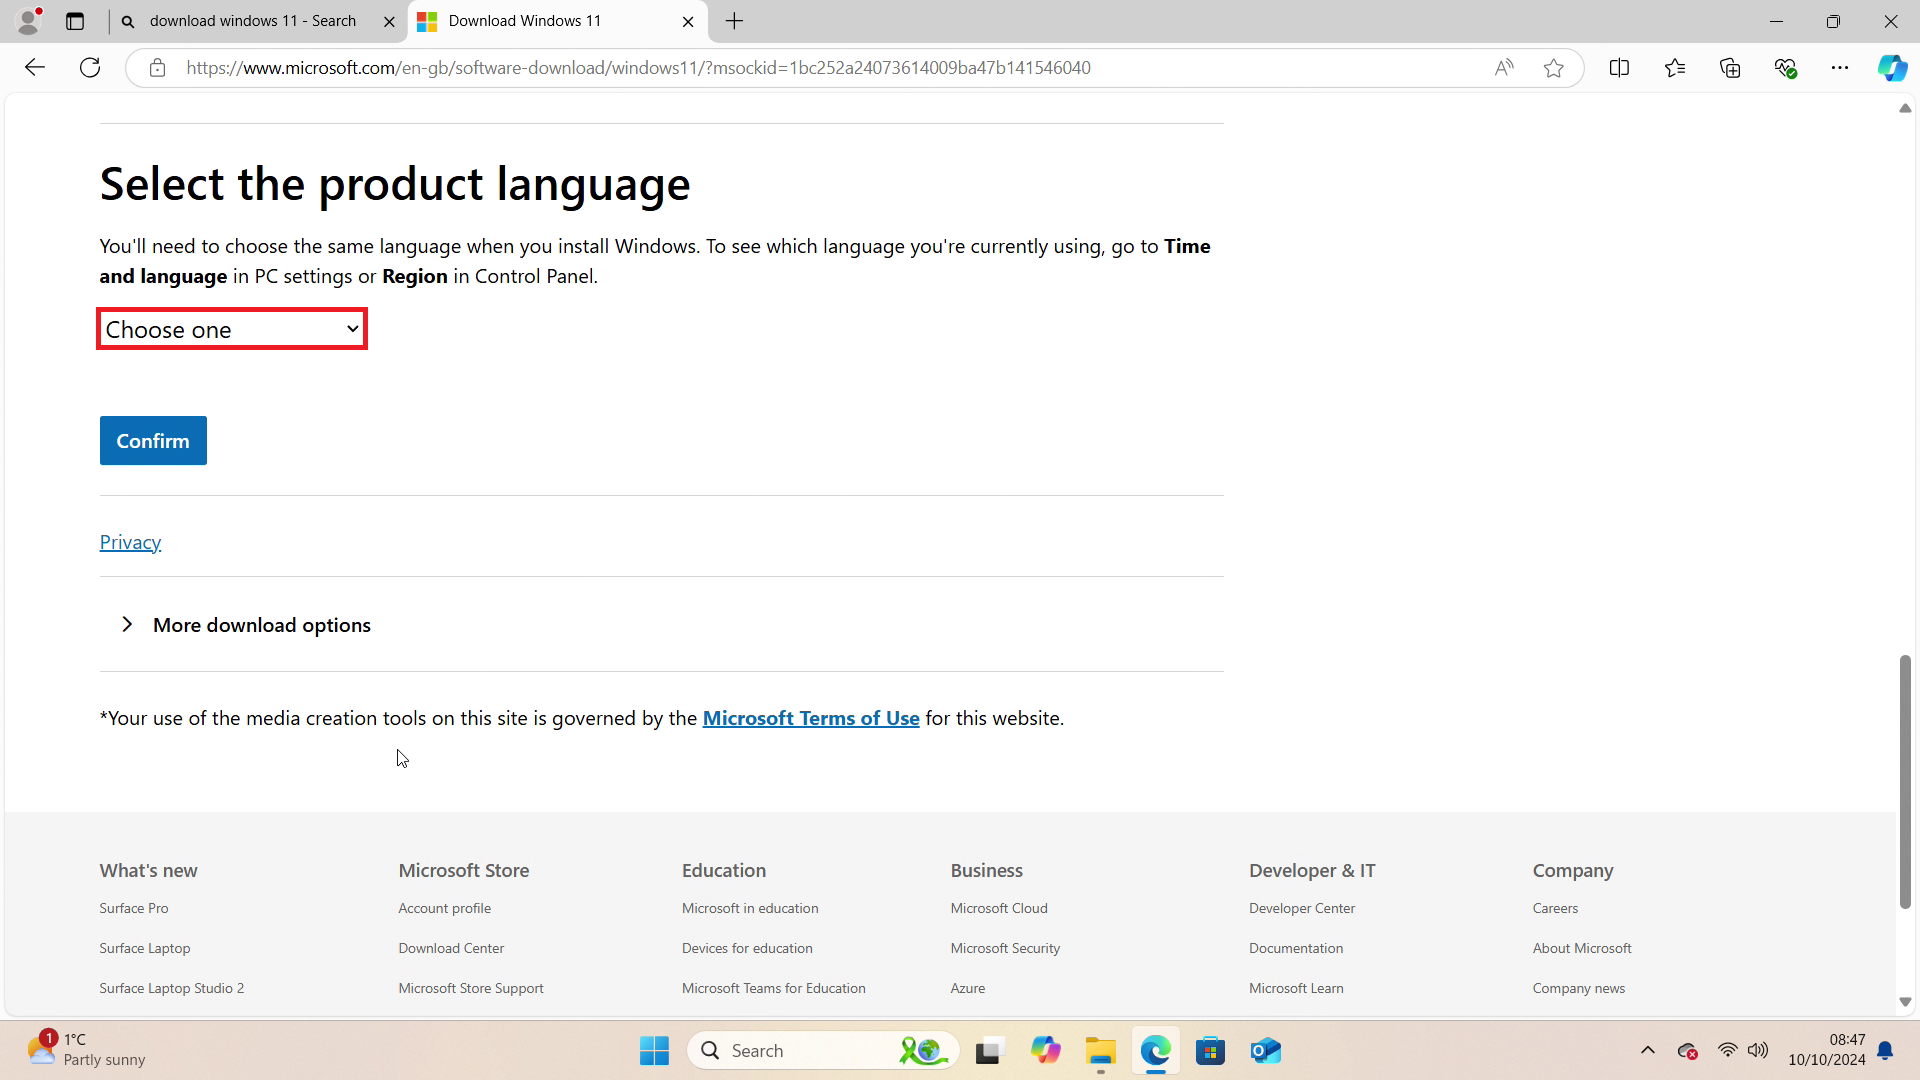 download windows 11 - Search
Download Windows 11
https://www.microsoft.com/en-gb/software-download/windows11/?msockid=1bc252a24073614009ba47b141546040
Select the product language
You'll need to choose the same language when you install Windows. To see which language you're currently using, go to Time
and language in PC settings or Region in Control Panel.
Choose one
Confirm
Privacy
More download options
*Your use of the media creation tools on this site is governed by the Microsoft Terms of Use for this website.
What's new
Surface Pro
Surface Laptop
Surface Laptop Studio 2
Microsoft Store
Account profile
Download Center
Microsoft Store Support
Education
Microsoft in education
Devices for education
Microsoft Teams for Education
Business
Microsoft Cloud
Microsoft Security
Azure
Developer & IT
Developer Center
Documentation
Microsoft Learn
Company
Careers
About Microsoft
Company news
1
1°C
Partly sunny
Search
08:47
10/10/2024